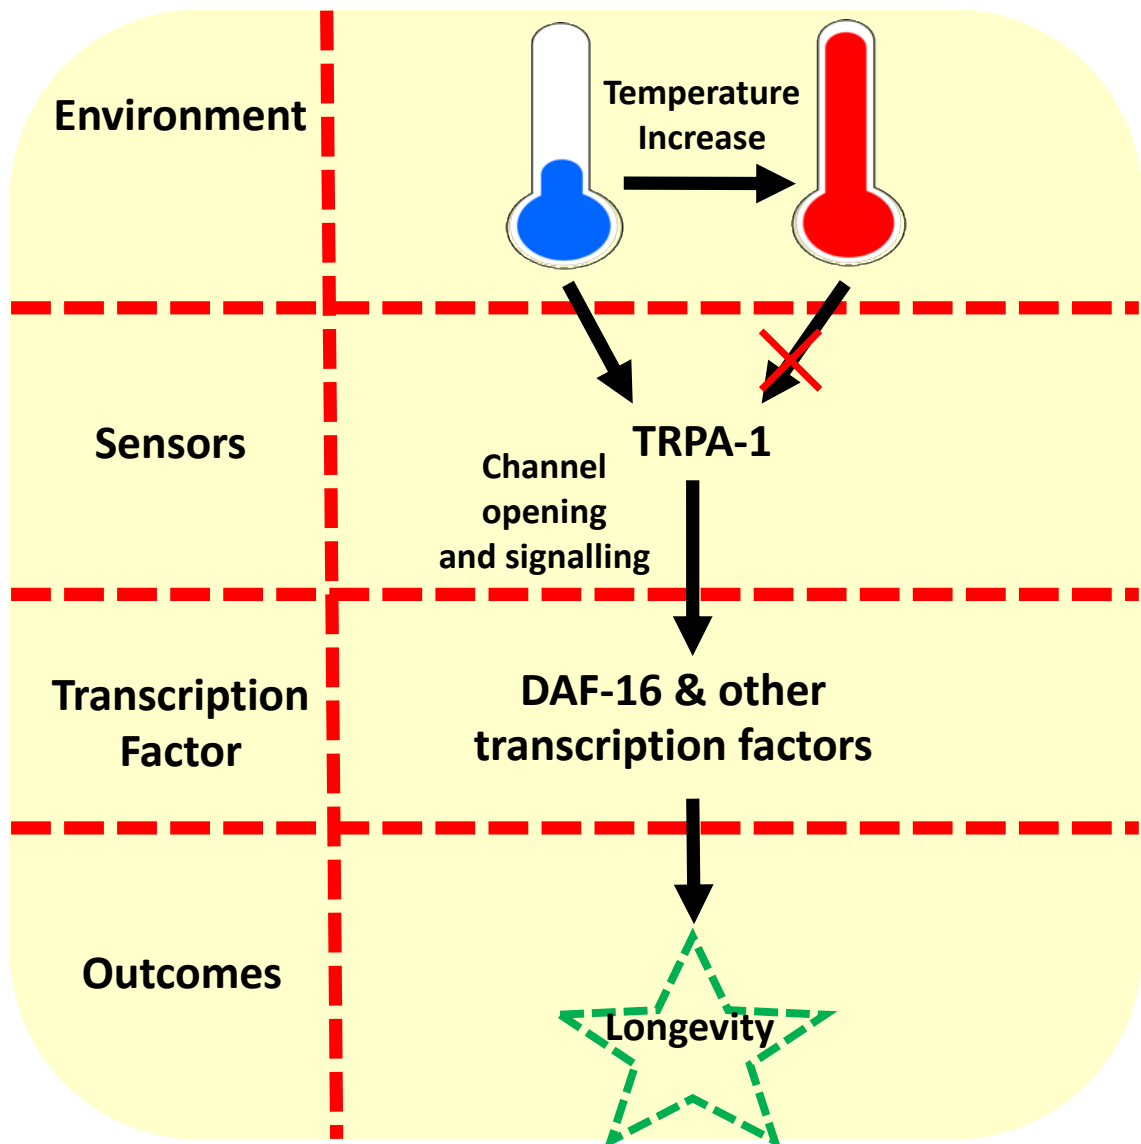 Environment
Temperature
Increase
Sensors
TRPA-1
Channel
opening
and signalling
Transcription
Factor
DAF-16 & other
transcription factors
Outcomes
Longevity